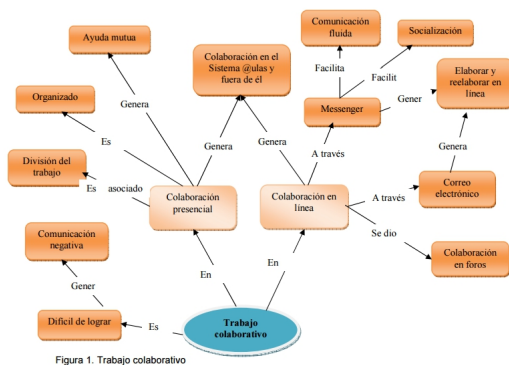 Comunicación
fluida
Socialización
Ayuda mutua
Colaboración en el
Sistema @ulas y
fuera de él
Facilita
Facilit
Elaborar y
reelaborar en
línea
Organizado
Genera
Messenger
Gener
Es
Genera
Genera
A través
Genera
División del
trabajo
Es
asociado
Colaboración
presencial
Colaboración en
línea
A través
Correo
electrónico
Comunicación
negativa
Se dio
Colaboración
en foros
En
En
Gener
Difícil de lograr
Es
Trabajo
colaborativo
Figura 1. Trabajo colaborativo